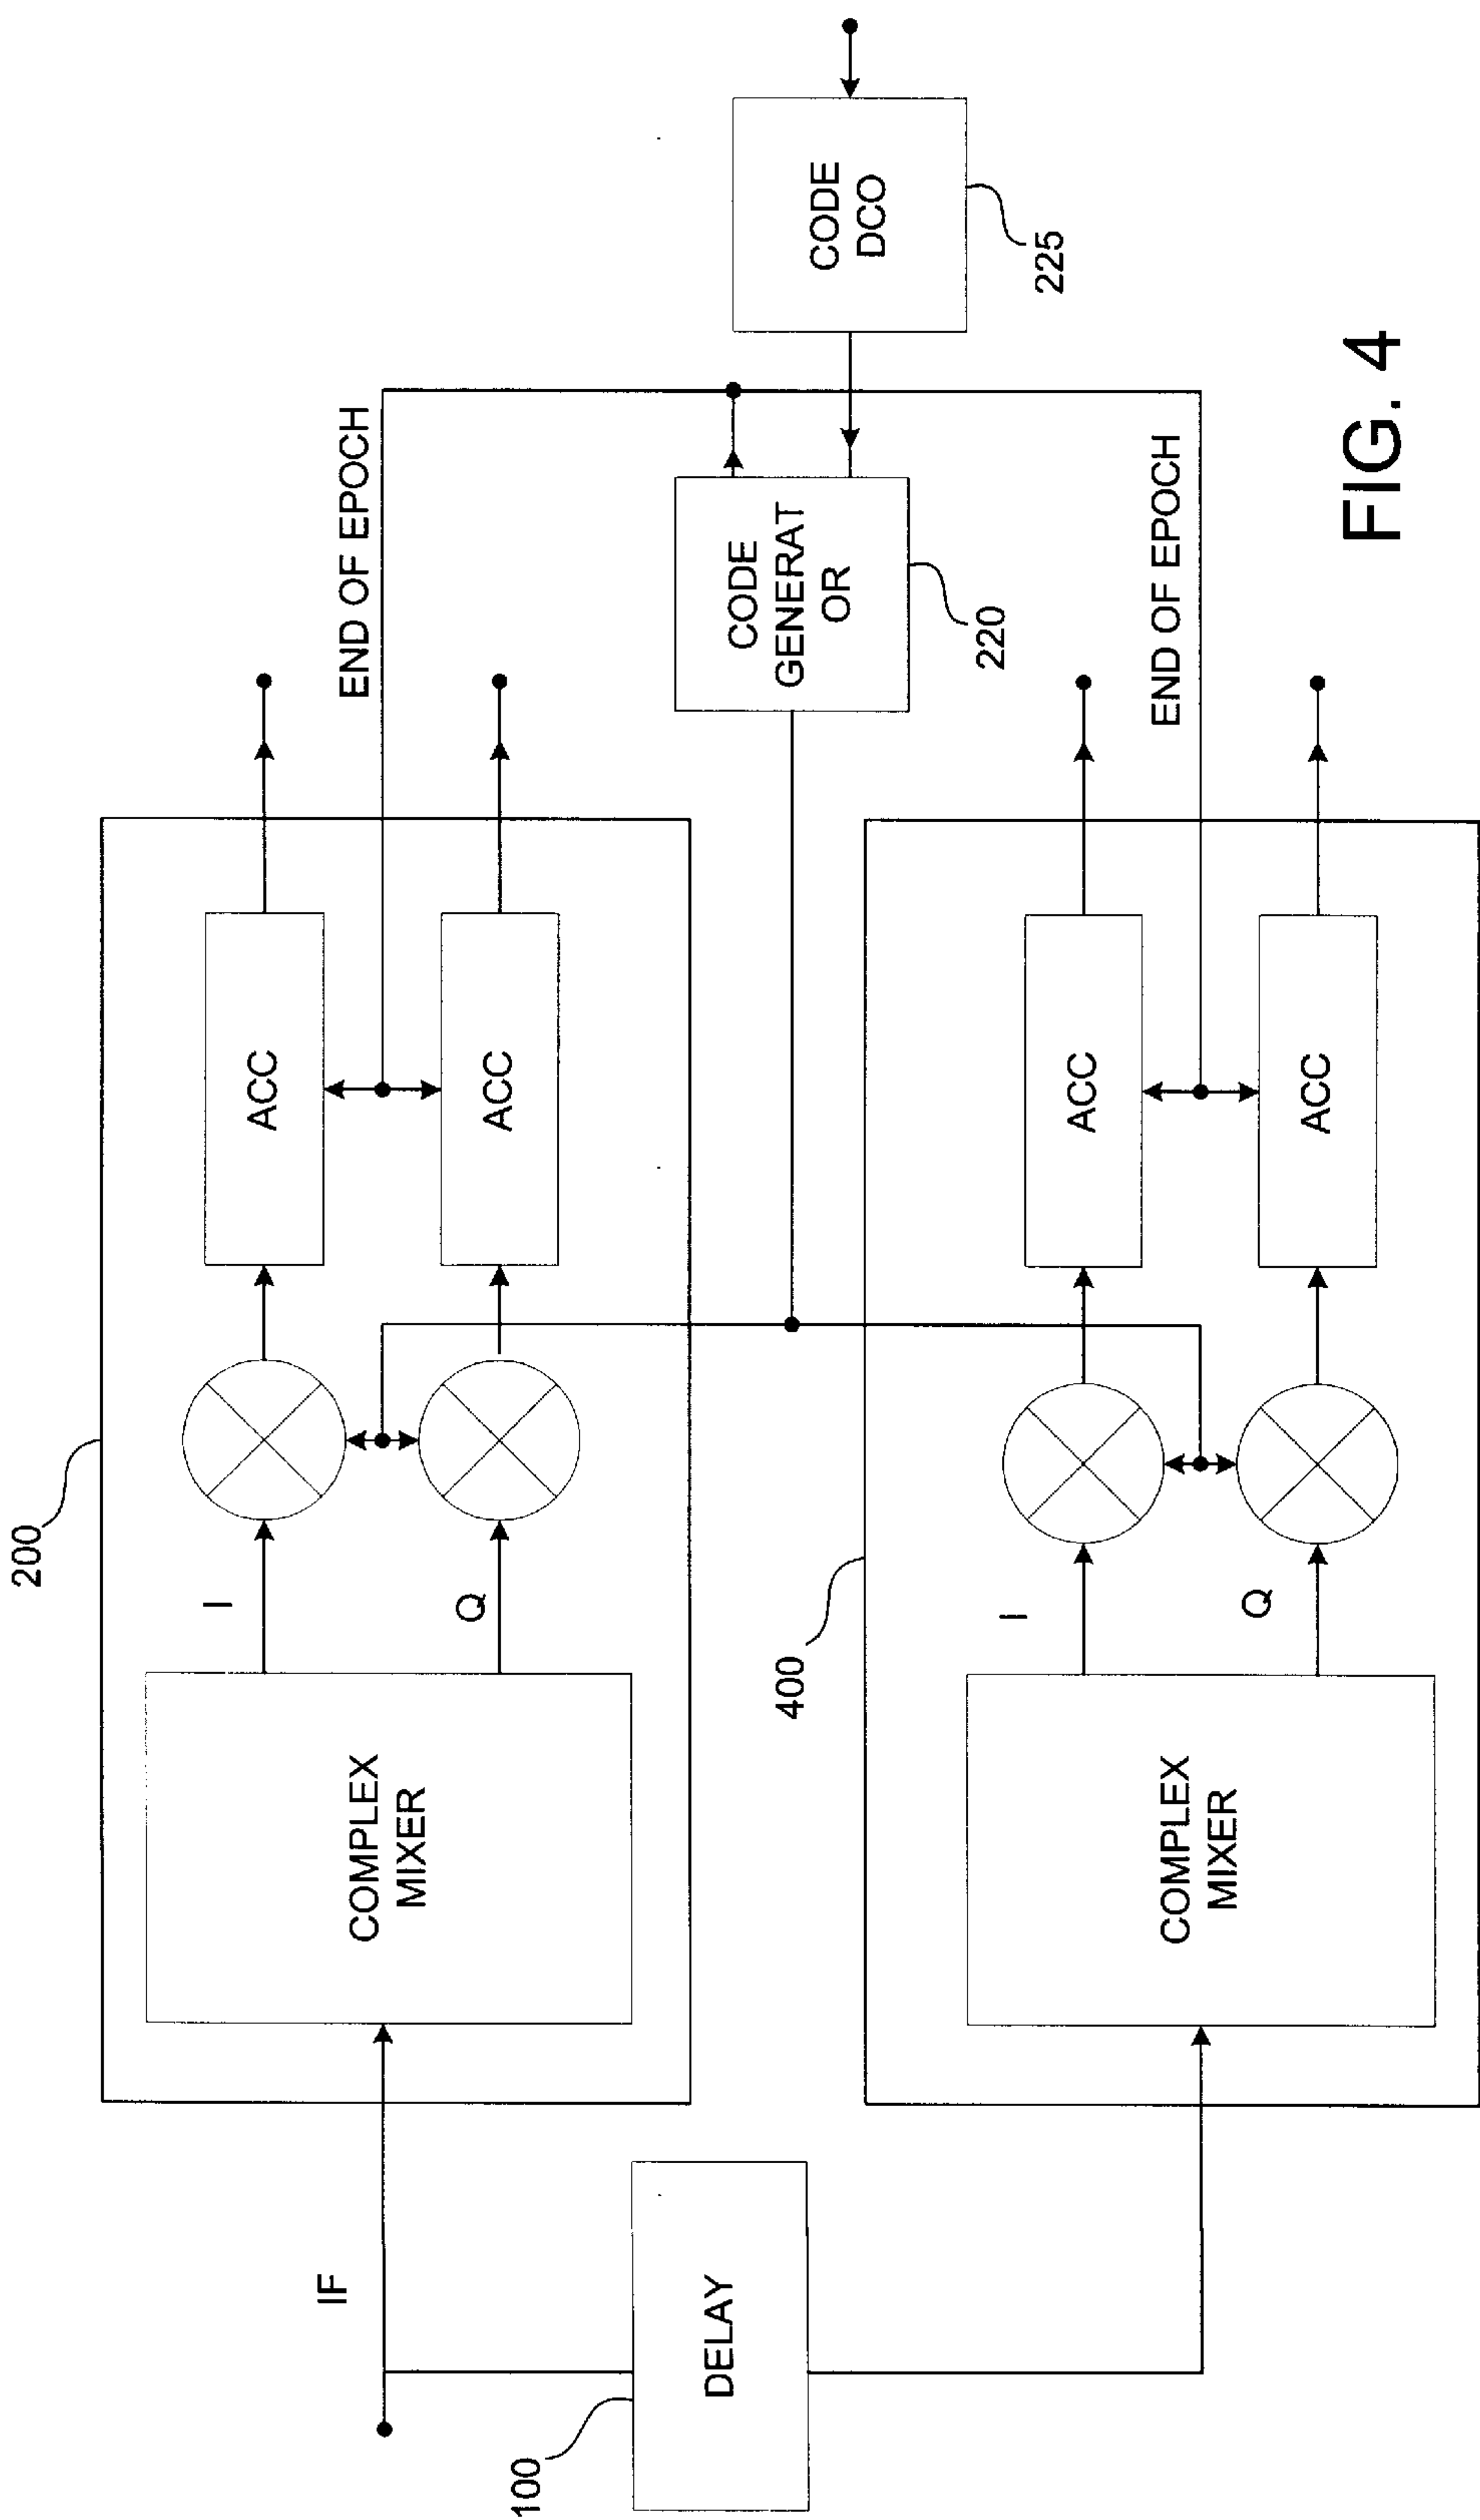 200
I
Q
COMPLEX
MIXER
ACC
ACC
END OF EPOCH
IF
DELAY
100
CODE
GENERAT
OR
220
CODE
DCO
225
400
I
Q
COMPLEX
MIXER
ACC
ACC
END OF EPOCH
FIG. 4